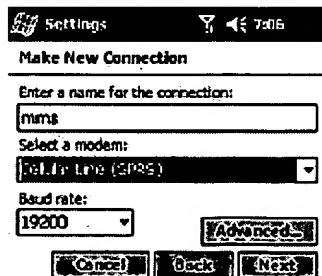 Settings 7:06
Make New Connection
Enter a name for the connection:
mms
Select a modem:
Cellular Line (GPRS)
Baud rate:
19200
Advanced...
Cancel Back Next